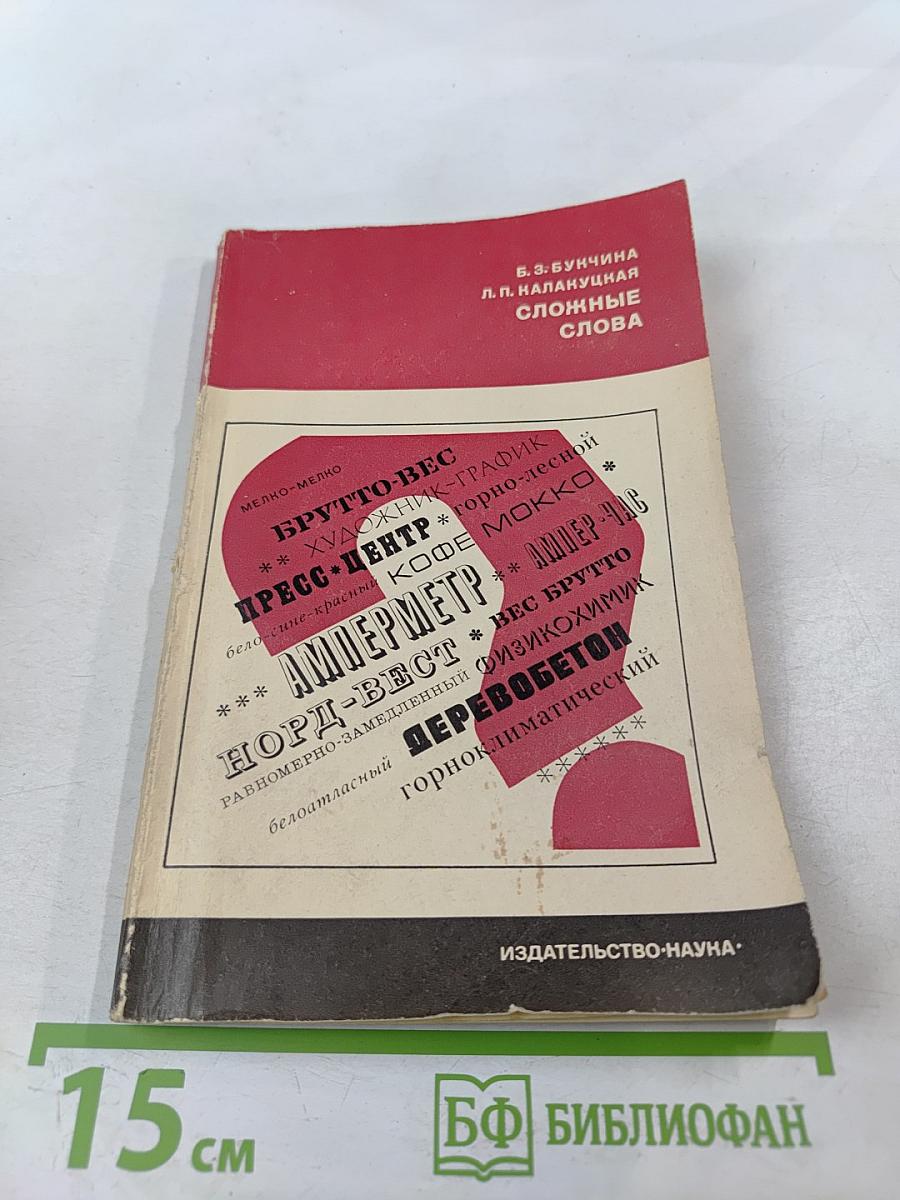 Б. З. БУКЧИНА
Л. П. КАЛАКУЦКАЯ
СЛОЖНЫЕ
СЛОВА
мелко-мелко
БРУТТО-ВЕС
** ХУДОЖНИК-ГРАФИК
ПРЕСС*ЦЕНТР * горно-лесной
бело-сине-красный КОФЕ МОККО *
*** АМПЕРМЕТР ** АМПЕР-ЧАС
НОРД-ВЕСТ * ВЕС БРУТТО
РАВНОМЕРНО-ЗАМЕДЛЕННЫЙ ФИЗИКОХИМИК
белоатласный ДЕРЕВОБЕТОН
горноклиматический
******
ИЗДАТЕЛЬСТВО·НАУКА·
15 см
БФ БИБЛИОФАН